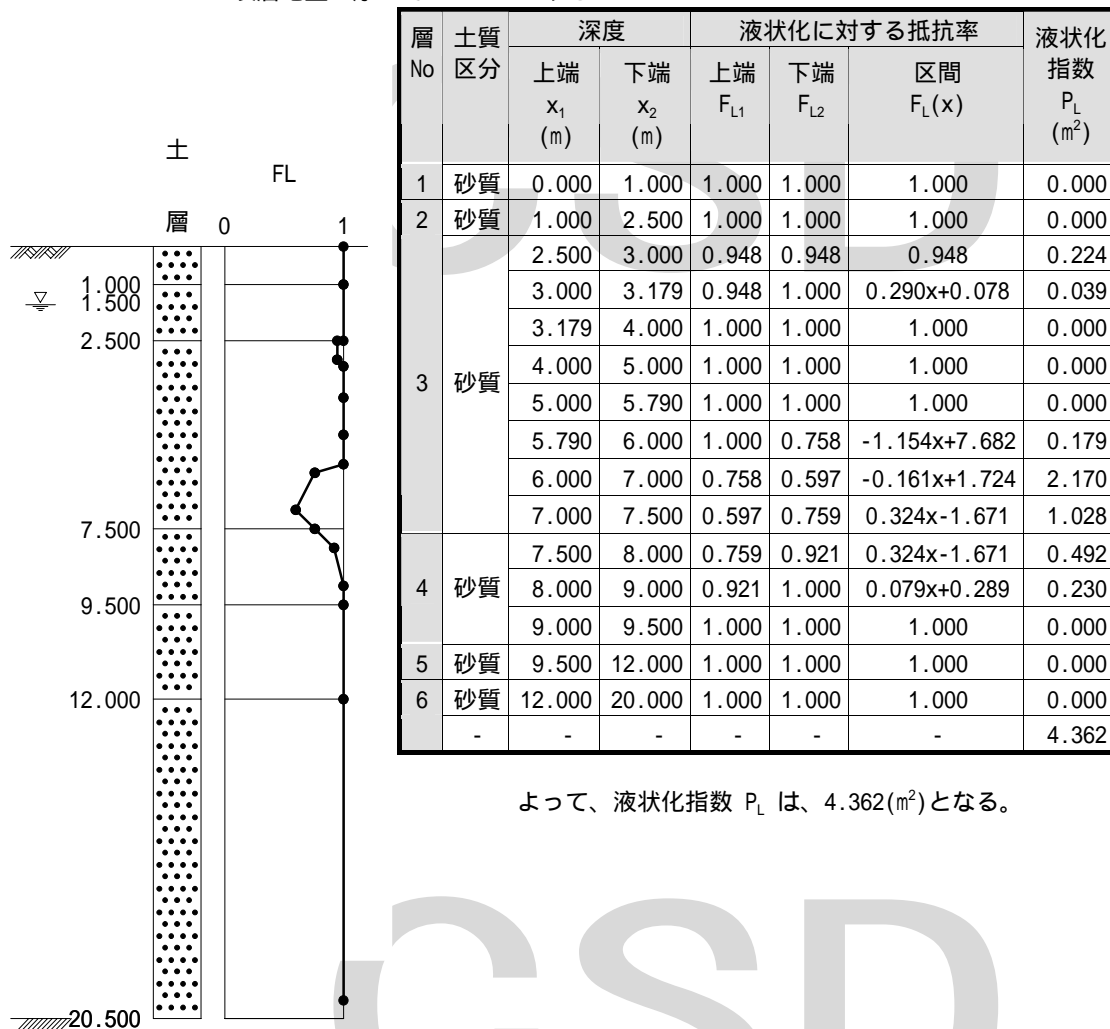 土
層
FL
0 1
1.000
1.500
2.500
7.500
9.500
12.000
20.500
層 土質 深度 液状化に対する抵抗率 液状化
No 区分 上端 下端 上端 下端 区間 指数
x₁ x₂ F_L1 F_L2 F_L(x) P_L
(m) (m) (m²)
1 砂質 0.000 1.000 1.000 1.000 1.000 0.000
2 砂質 1.000 2.500 1.000 1.000 1.000 0.000
3 砂質 2.500 3.000 0.948 0.948 0.948 0.224
3.000 3.179 0.948 1.000 0.290x+0.078 0.039
3.179 4.000 1.000 1.000 1.000 0.000
4.000 5.000 1.000 1.000 1.000 0.000
5.000 5.790 1.000 1.000 1.000 0.000
5.790 6.000 1.000 0.758 -1.154x+7.682 0.179
6.000 7.000 0.758 0.597 -0.161x+1.724 2.170
7.000 7.500 0.597 0.759 0.324x-1.671 1.028
4 砂質 7.500 8.000 0.759 0.921 0.324x-1.671 0.492
8.000 9.000 0.921 1.000 0.079x+0.289 0.230
9.000 9.500 1.000 1.000 1.000 0.000
5 砂質 9.500 12.000 1.000 1.000 1.000 0.000
6 砂質 12.000 20.000 1.000 1.000 1.000 0.000
- - - - - - 4.362
よって、液状化指数 P_L は、4.362(m²)となる。
CSD
CSD